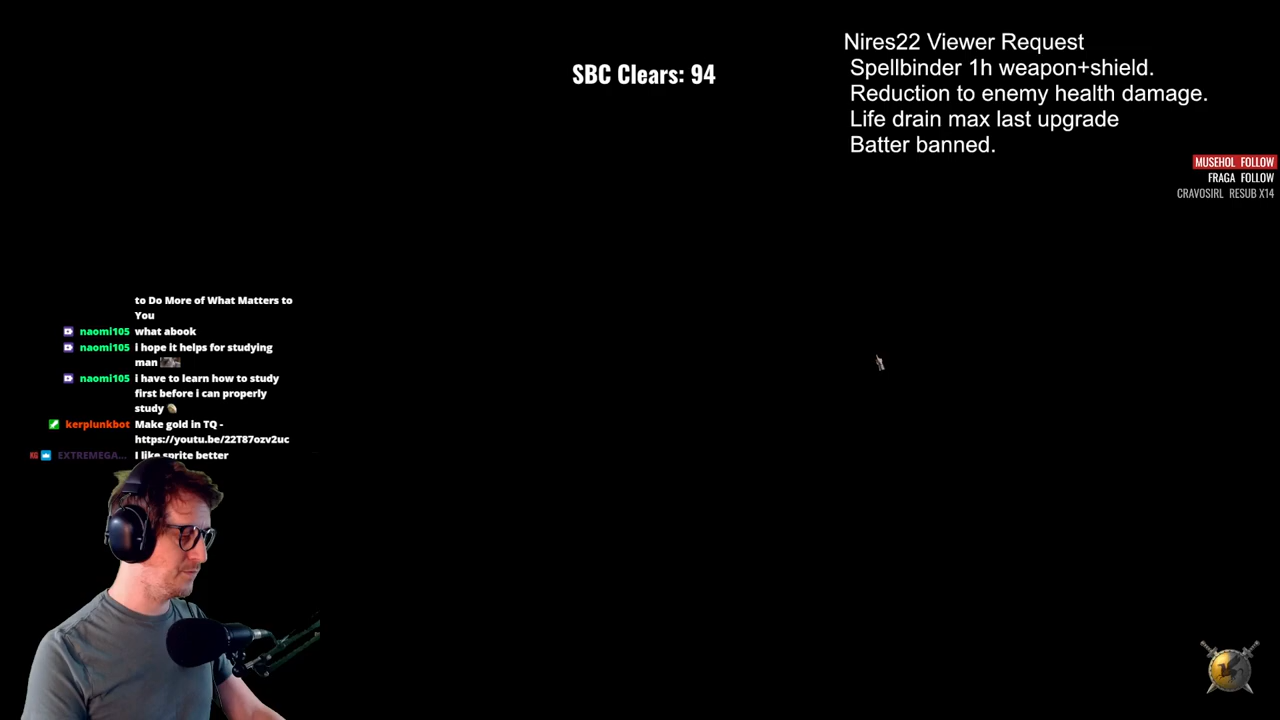 Nires22 Viewer Request
Spellbinder 1h weapon+shield.
Reduction to enemy health damage.
Life drain max last upgrade
Batter banned.
SBC Clears: 94
MUSEHOL FOLLOW
FRAGA FOLLOW
CRAVOSIRL RESUB X14
to Do More of What Matters to
You
naomi105 what abook
naomi105 i hope it helps for studying
man
naomi105 i have to learn how to study
first before i can properly
study
kerplunkbot Make gold in TQ -
https://youtu.be/22T87ozv2uc
KG EXTREMEGA... I like sprite better